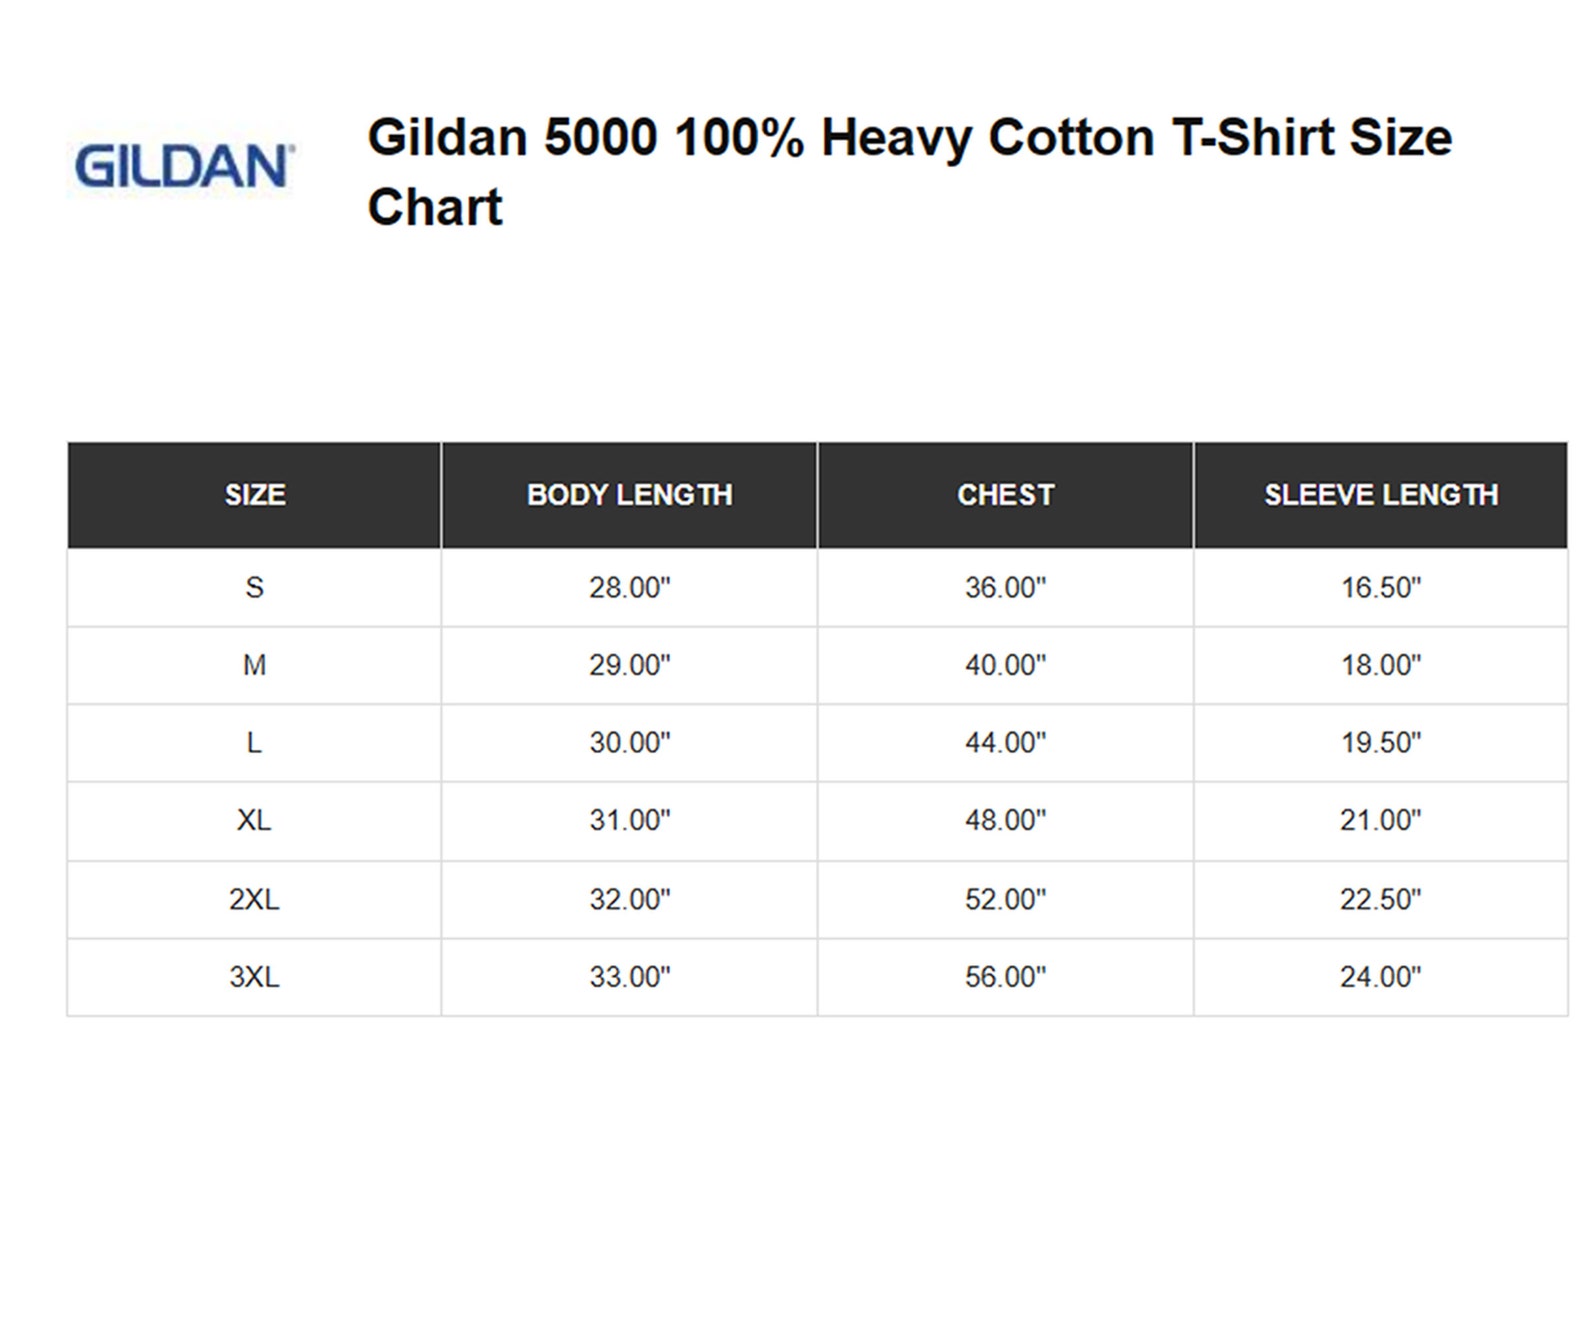 GILDAN®
Gildan 5000 100% Heavy Cotton T-Shirt Size
Chart
SIZE BODY LENGTH CHEST SLEEVE LENGTH
S 28.00" 36.00" 16.50"
M 29.00" 40.00" 18.00"
L 30.00" 44.00" 19.50"
XL 31.00" 48.00" 21.00"
2XL 32.00" 52.00" 22.50"
3XL 33.00" 56.00" 24.00"